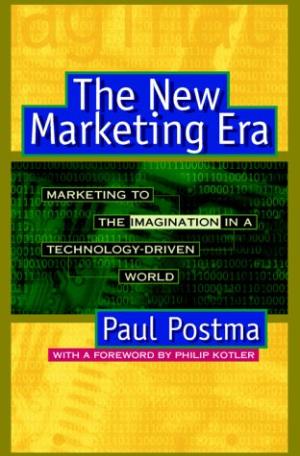 The New
Marketing Era
MARKETING TO
THE IMAGINATION IN A
TECHNOLOGY-DRIVEN
WORLD
Paul Postma
WITH A FOREWORD BY PHILIP KOTLER